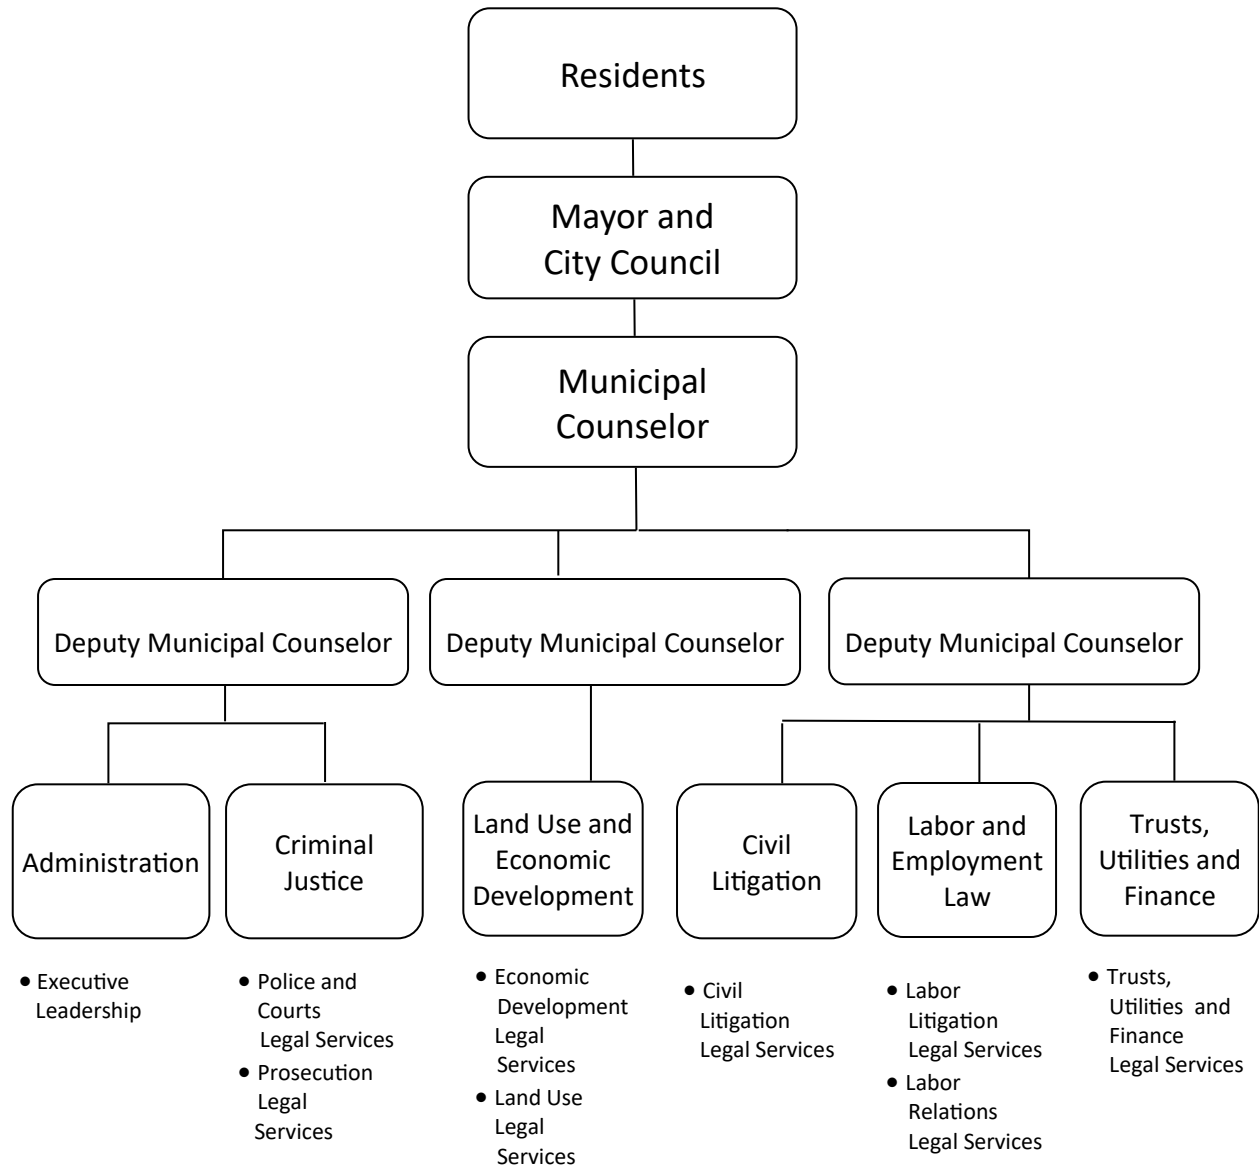 Residents
Mayor and
City Council
Municipal
Counselor
Deputy Municipal Counselor
Deputy Municipal Counselor
Deputy Municipal Counselor
Administration
Criminal
Justice
Land Use and
Economic
Development
Civil
Litigation
Labor and
Employment
Law
Trusts,
Utilities and
Finance
• Executive
Leadership
• Police and
Courts
Legal Services
• Prosecution
Legal
Services
• Economic
Development
Legal
Services
• Land Use
Legal
Services
• Civil
Litigation
Legal Services
• Labor
Litigation
Legal Services
• Labor
Relations
Legal Services
• Trusts,
Utilities and
Finance
Legal Services